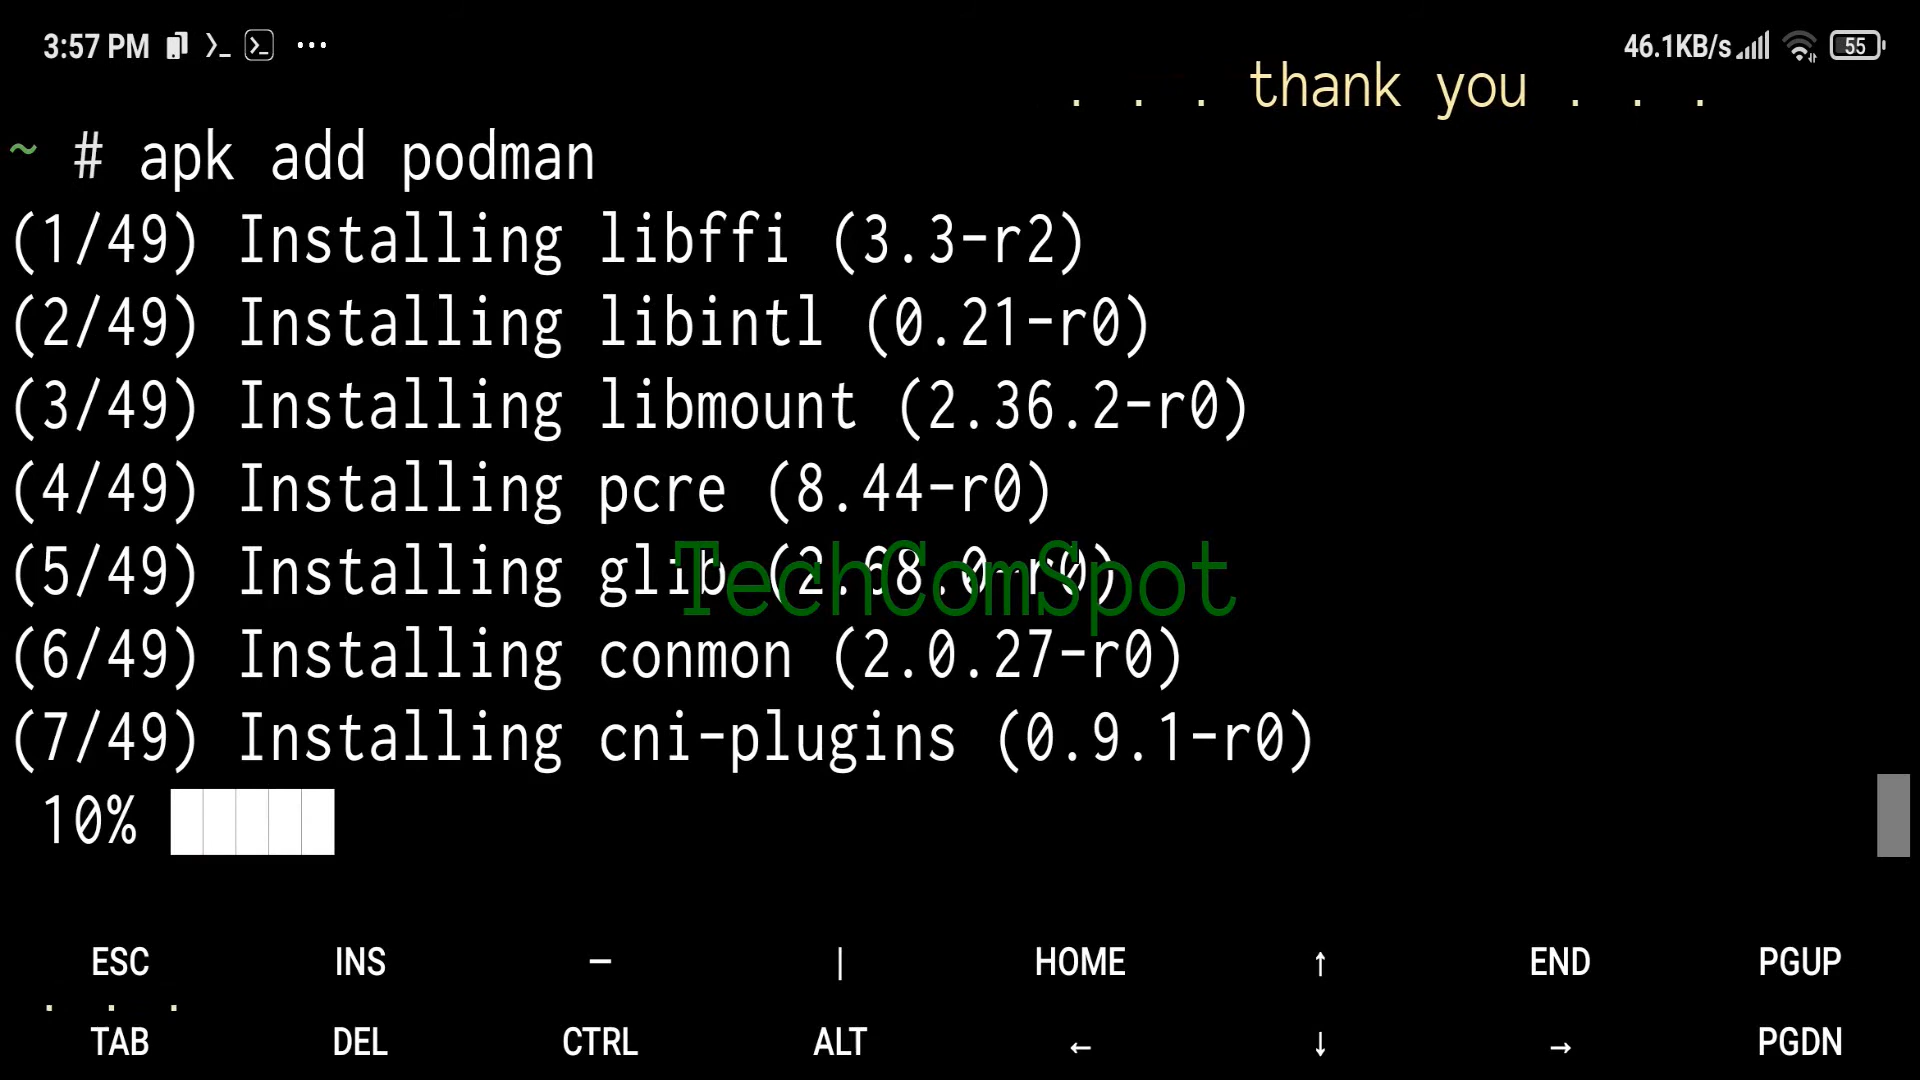 3:57 PM ... 46.1KB/s 55
. . . thank you . . .
~ # apk add podman
(1/49) Installing libffi (3.3-r2)
(2/49) Installing libintl (0.21-r0)
(3/49) Installing libmount (2.36.2-r0)
(4/49) Installing pcre (8.44-r0)
(5/49) Installing glib (2.68.0-r0)
TechComSpot
(6/49) Installing conmon (2.0.27-r0)
(7/49) Installing cni-plugins (0.9.1-r0)
10%
ESC INS — | HOME ↑ END PGUP
. . .
TAB DEL CTRL ALT ← ↓ → PGDN